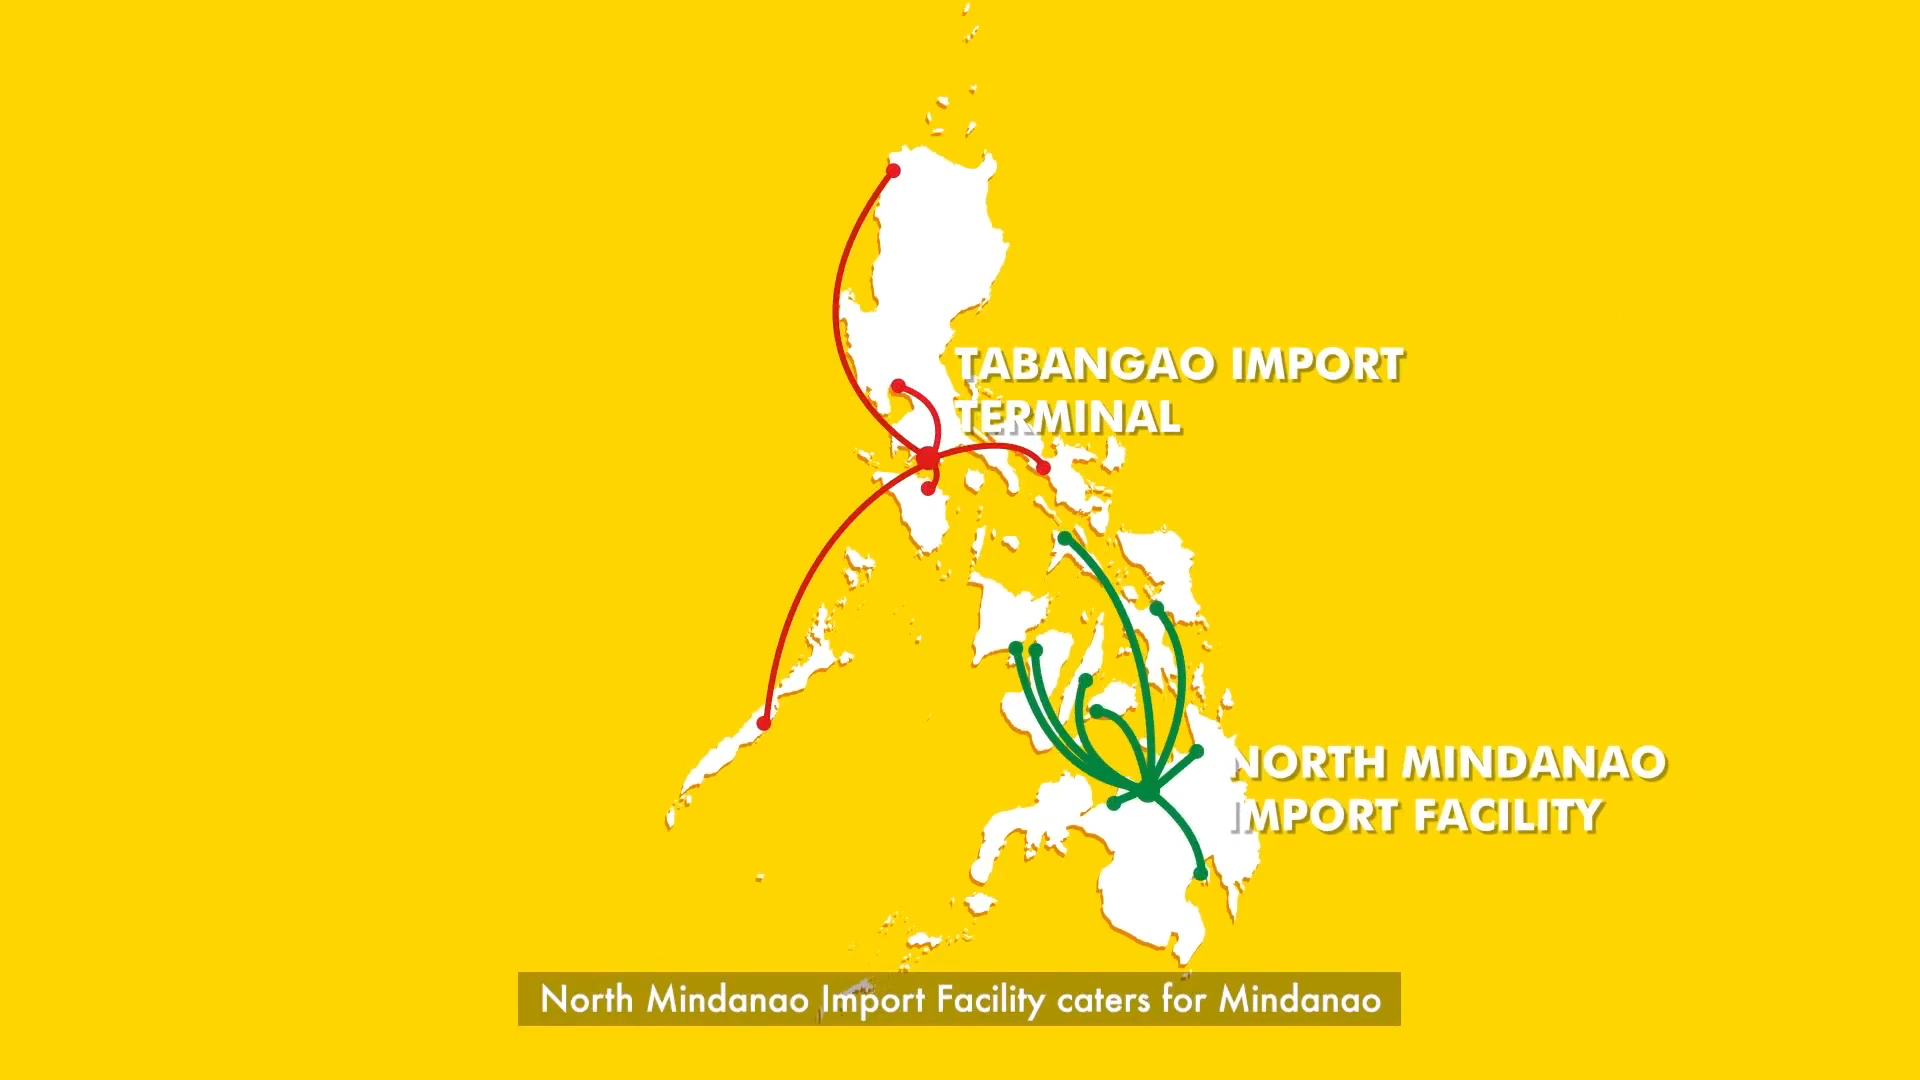 TABANGAO IMPORT
TERMINAL
NORTH MINDANAO
IMPORT FACILITY
North Mindanao Import Facility caters for Mindanao